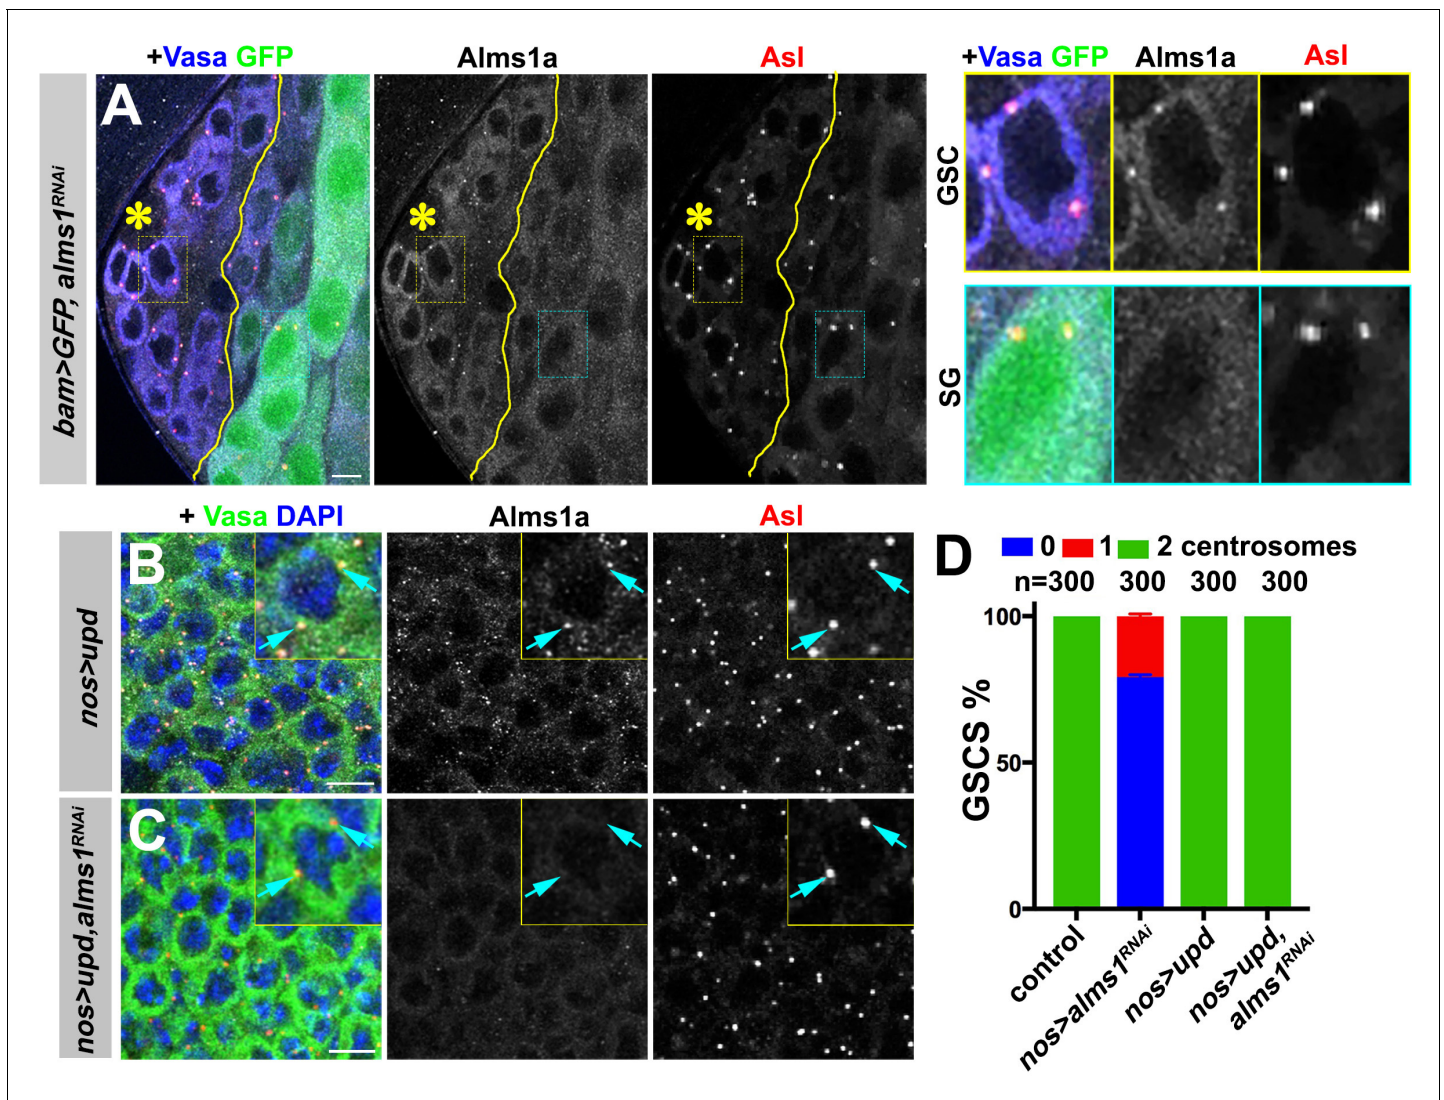 +Vasa GFP
Alms1a
Asl
+Vasa GFP
Alms1a
Asl
A
bam>GFP, alms1RNAi
*
*
GSC
SG
+ Vasa DAPI
Alms1a
Asl
B
nos>upd
C
nos>upd,alms1RNAi
D
0 1 2 centrosomes
n=300 300 300 300
100
50
0
GSCS %
control
nos>alms1RNAi
nos>upd
nos>upd,
alms1RNAi